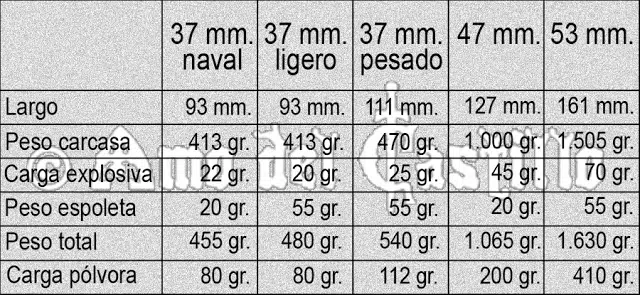 37 mm. naval 37 mm. ligero 37 mm. pesado 47 mm. 53 mm.
Largo 93 mm. 93 mm. 111 mm. 127 mm. 161 mm.
Peso carcasa 413 gr. 413 gr. 470 gr. 1.000 gr. 1.505 gr.
Carga explosiva 22 gr. 20 gr. 25 gr. 45 gr. 70 gr.
© Amo del Castillo
Peso espoleta 20 gr. 55 gr. 55 gr. 20 gr. 55 gr.
Peso total 455 gr. 480 gr. 540 gr. 1.065 gr. 1.630 gr.
Carga pólvora 80 gr. 80 gr. 112 gr. 200 gr. 410 gr.